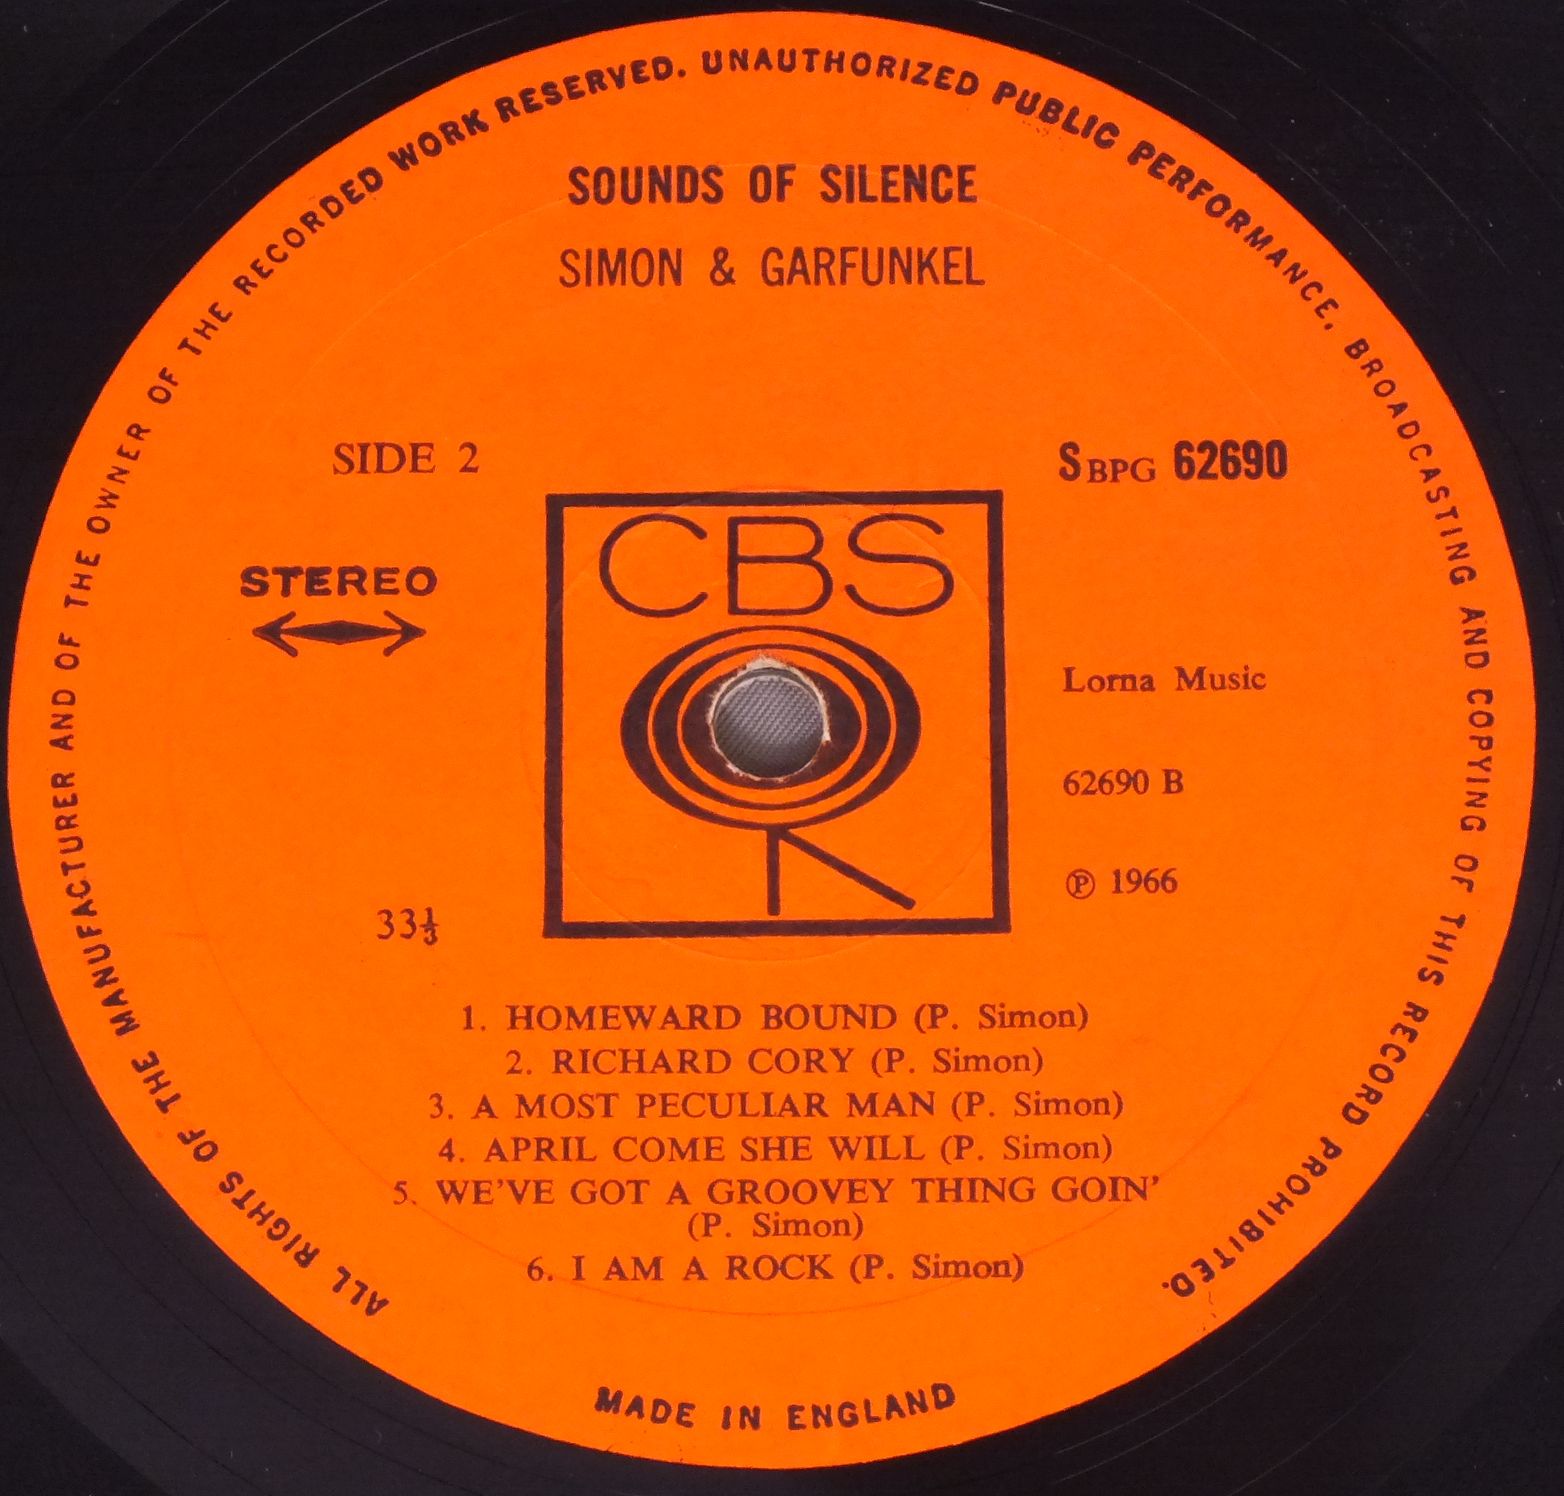 ALL RIGHTS OF THE MANUFACTURER AND OF THE OWNER OF THE RECORDED WORK RESERVED. UNAUTHORIZED PUBLIC PERFORMANCE, BROADCASTING AND COPYING OF THIS RECORD PROHIBITED.
SOUNDS OF SILENCE
SIMON & GARFUNKEL
SIDE 2
SBPG 62690
CBS
STEREO
Lorna Music
62690 B
℗ 1966
33⅓
1. HOMEWARD BOUND (P. Simon)
2. RICHARD CORY (P. Simon)
3. A MOST PECULIAR MAN (P. Simon)
4. APRIL COME SHE WILL (P. Simon)
5. WE'VE GOT A GROOVEY THING GOIN'
(P. Simon)
6. I AM A ROCK (P. Simon)
MADE IN ENGLAND